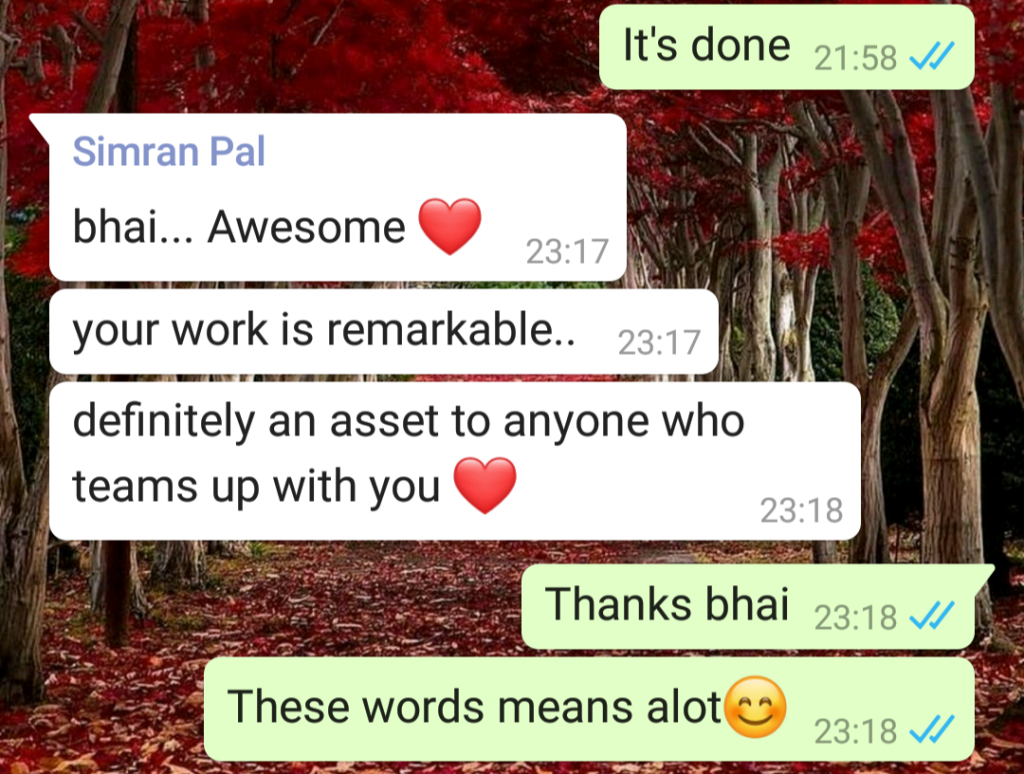 It's done 21:58
Simran Pal
bhai... Awesome ❤️ 23:17
your work is remarkable.. 23:17
definitely an asset to anyone who
teams up with you ❤️ 23:18
Thanks bhai 23:18
These words means alot😊 23:18